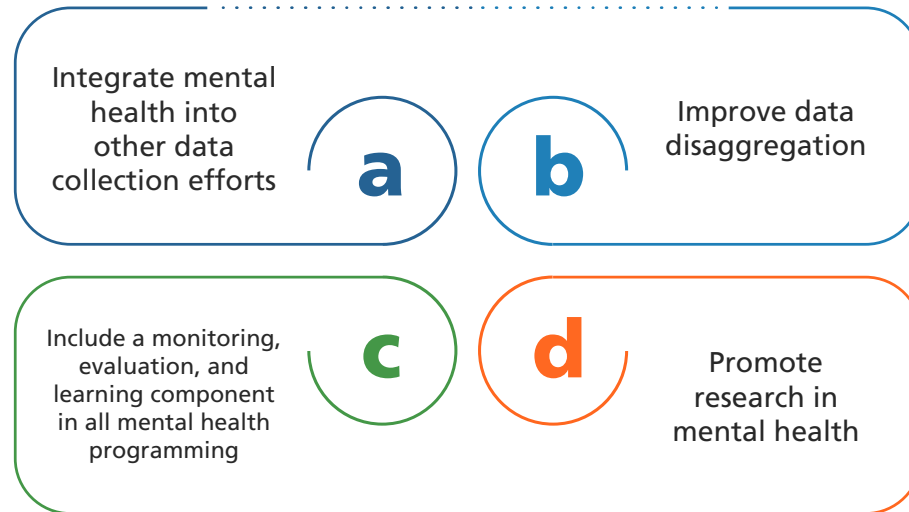 Integrate mental
health into
other data
collection efforts
a
b
Improve data
disaggregation
Include a monitoring,
evaluation, and
learning component
in all mental health
programming
c
d
Promote
research in
mental health